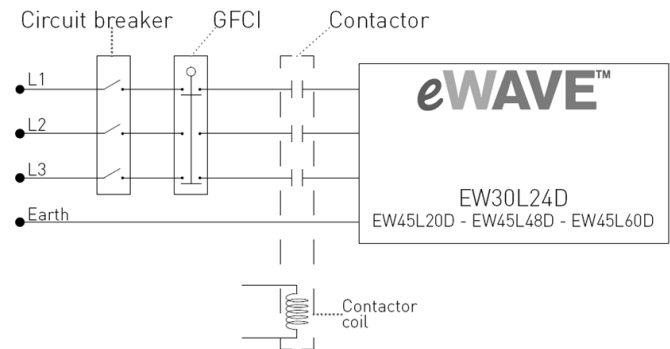 Circuit breaker GFCI Contactor
L1
L2
L3
Earth
eWAVE™
EW30L24D
EW45L20D - EW45L48D - EW45L60D
Contactor
coil